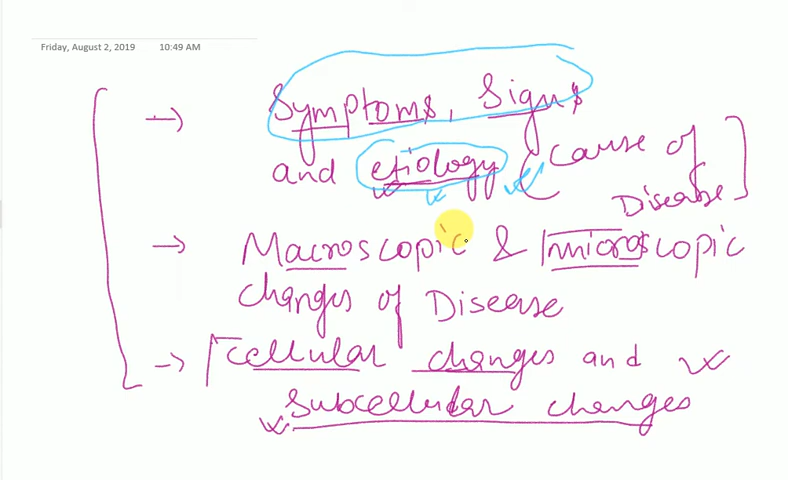 Friday, August 2, 2019 10:49 AM
→ Symptoms, Signs
and etiology (cause of
Disease]
→ Macroscopic & microscopic
changes of Disease
→ cellular changes and
subcellular changes